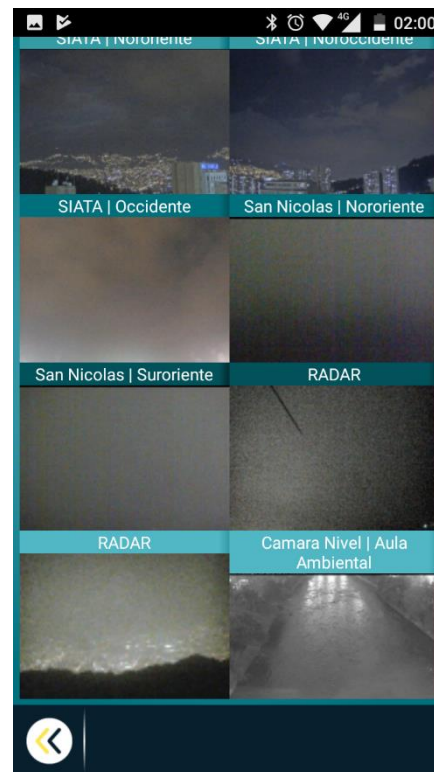 4G 02:00
SIATA | Nororiente
SIATA | Noroccidente
SIATA | Occidente
San Nicolas | Nororiente
San Nicolas | Suroriente
RADAR
RADAR
Camara Nivel | Aula
Ambiental